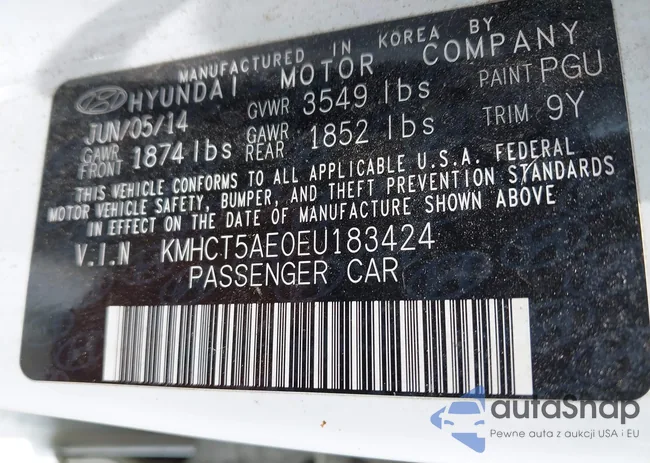 MANUFACTURED IN KOREA BY
HYUNDAI MOTOR COMPANY
JUN/05/14 GVWR 3549 lbs PAINT PGU
GAWR FRONT 1874 lbs GAWR REAR 1852 lbs TRIM 9Y
THIS VEHICLE CONFORMS TO ALL APPLICABLE U.S.A. FEDERAL
MOTOR VEHICLE SAFETY, BUMPER, AND THEFT PREVENTION STANDARDS
IN EFFECT ON THE DATE OF MANUFACTURE SHOWN ABOVE
V.I.N KMHCT5AE0EU183424
PASSENGER CAR
autaShap
Pewne auta z aukcji USA i EU